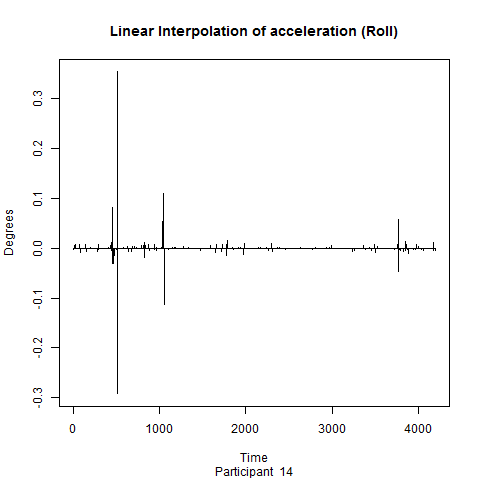 Linear Interpolation of acceleration (Roll)
Degrees
0.3
0.2
0.1
0.0
-0.1
-0.2
-0.3
0 1000 2000 3000 4000
Time
Participant 14